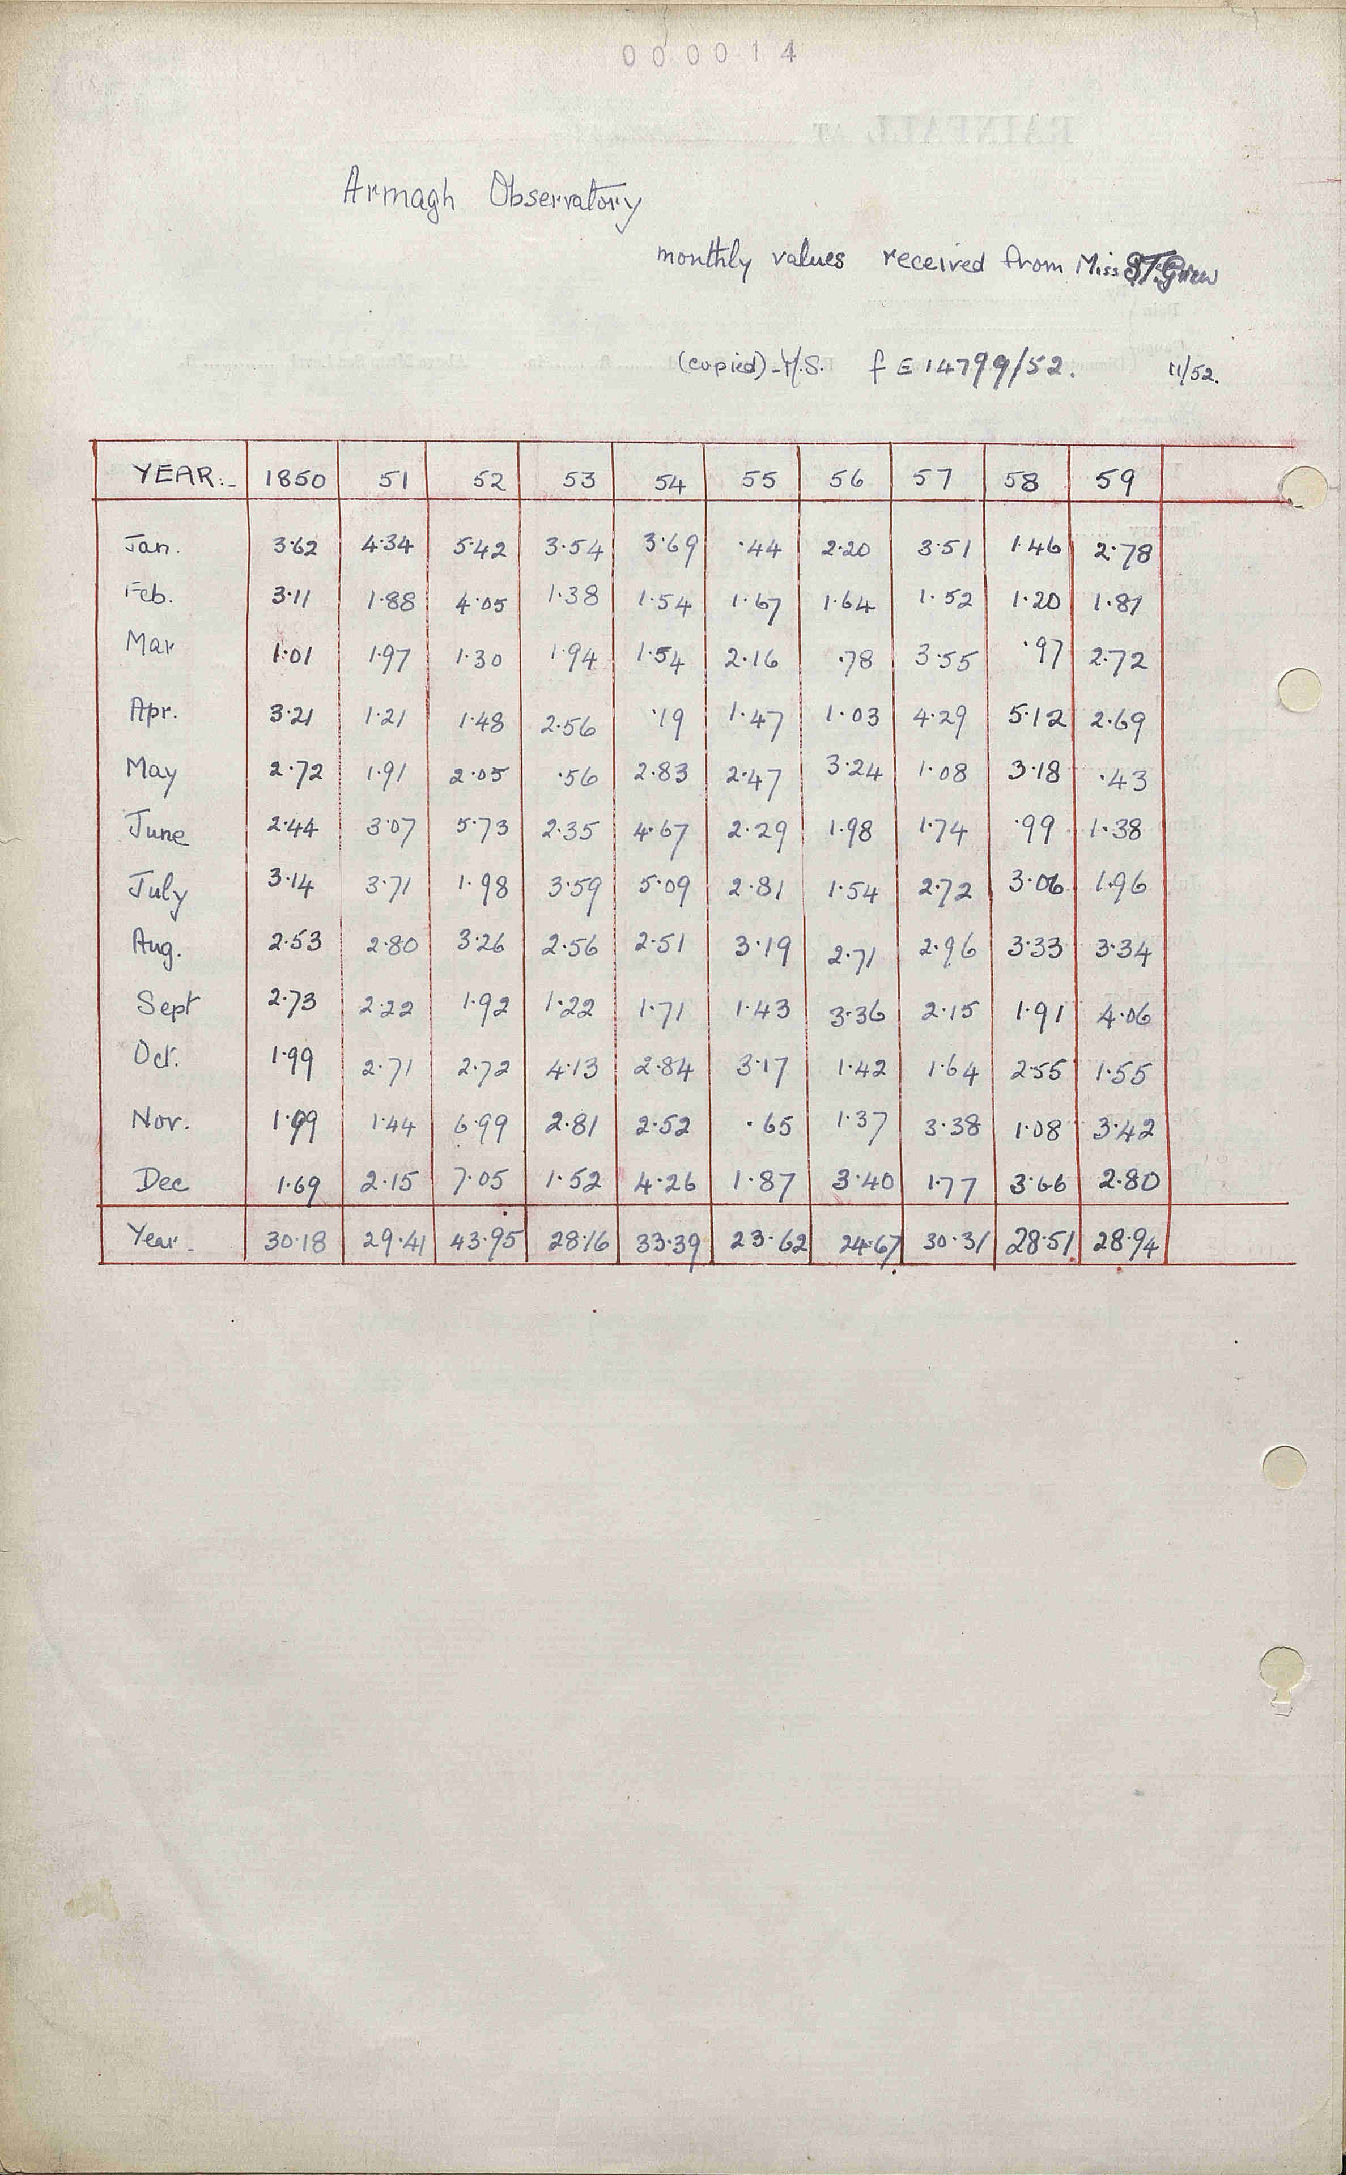 000014
Armagh Observatory
monthly values received from Miss
(copied) - M.S. f E 14799/52. 11/52.
YEAR:- 1850 51 52 53 54 55 56 57 58 59
Jan. 3·62 4·34 5·42 3·54 3·69 ·44 2·20 3·51 1·46 2·78
Feb. 3·11 1·88 4·05 1·38 1·54 1·67 1·64 1·52 1·20 1·81
Mar 1·01 1·97 1·30 1·94 1·54 2·16 ·78 3·55 ·97 2·72
Apr. 3·21 1·21 1·48 2·56 ·19 1·47 1·03 4·29 5·12 2·69
May 2·72 1·91 2·05 ·56 2·83 2·47 3·24 1·08 3·18 ·43
June 2·44 3·07 5·73 2·35 4·67 2·29 1·98 1·74 ·99 1·38
July 3·14 3·71 1·98 3·59 5·09 2·81 1·54 2·72 3·06 1·96
Aug. 2·53 2·80 3·26 2·56 2·51 3·19 2·71 2·96 3·33 3·34
Sept 2·73 2·22 1·92 1·22 1·71 1·43 3·36 2·15 1·91 4·06
Oct. 1·99 2·71 2·72 4·13 2·84 3·17 1·42 1·64 2·55 1·55
Nov. 1·99 1·44 6·99 2·81 2·52 ·65 1·37 3·38 1·08 3·42
Dec 1·69 2·15 7·05 1·52 4·26 1·87 3·40 1·77 3·66 2·80
Year. 30·18 29·41 43·95 28·16 33·39 23·62 24·67 30·31 28·51 28·94